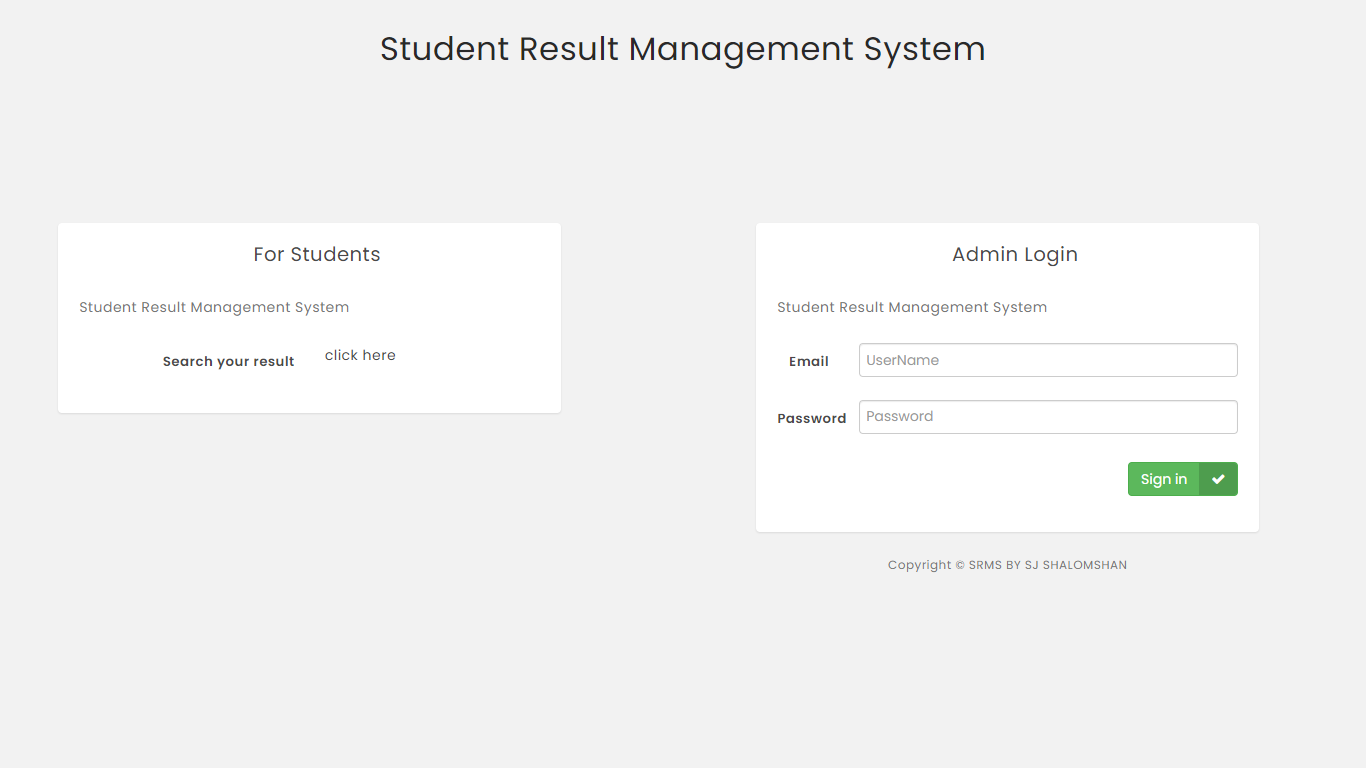 Student Result Management System
For Students
Student Result Management System
Search your result click here
Admin Login
Student Result Management System
Email UserName
Password Password
Sign in
Copyright © SRMS BY SJ SHALOMSHAN